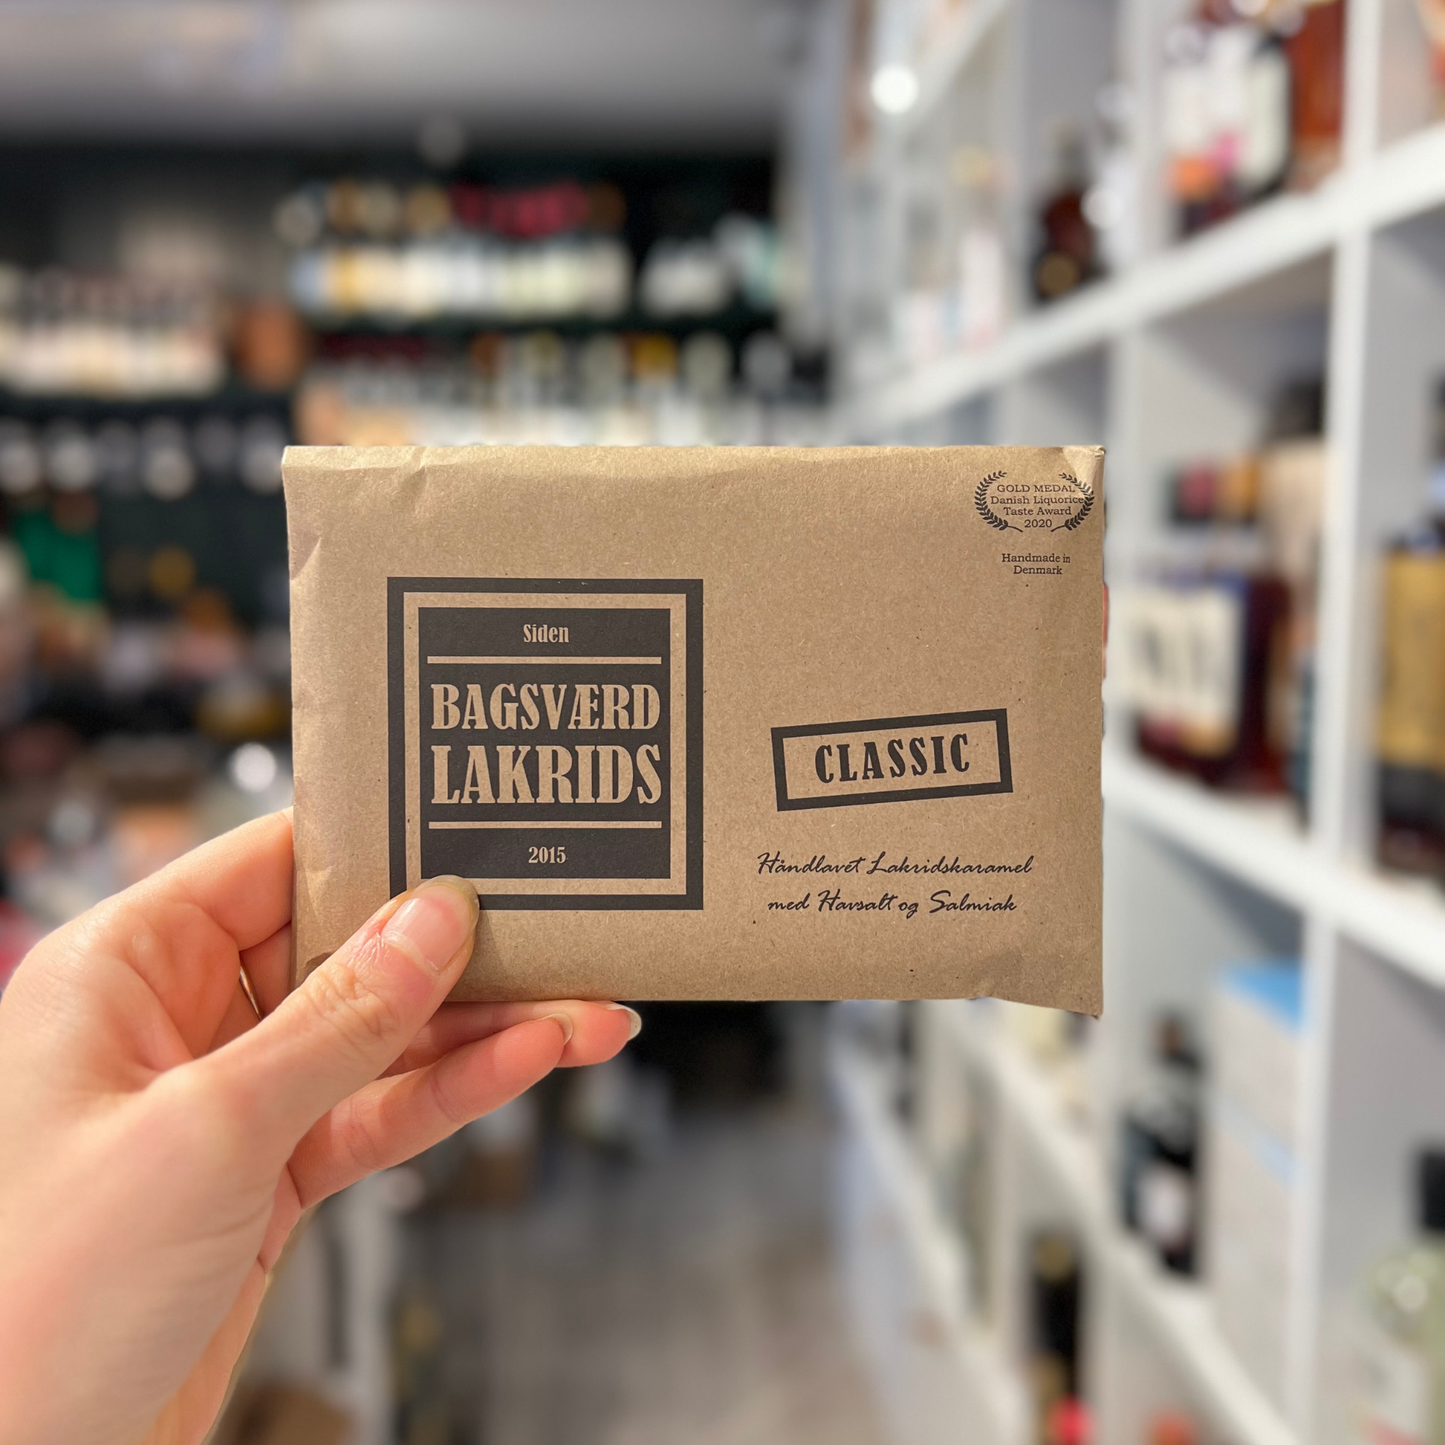 GOLD MEDAL
Danish Liquorice
Taste Award
2020
Handmade in
Denmark
Siden
BAGSVÆRD
LAKRIDS
2015
CLASSIC
Håndlavet Lakridskaramel
med Havsalt og Salmiak